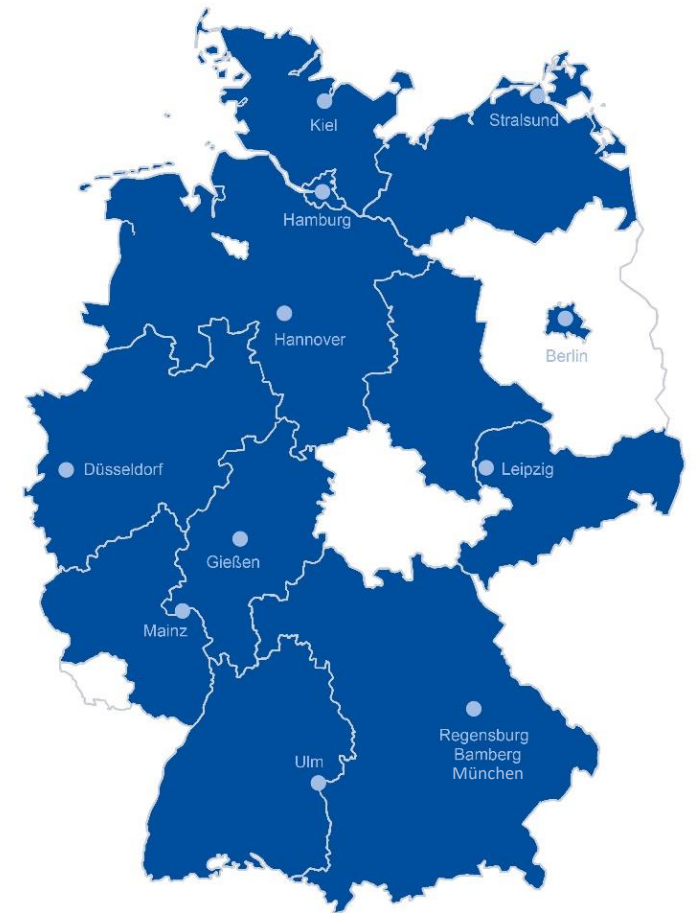 Kiel
Stralsund
Hamburg
Hannover
Berlin
Düsseldorf
Leipzig
Gießen
Mainz
Regensburg
Bamberg
München
Ulm